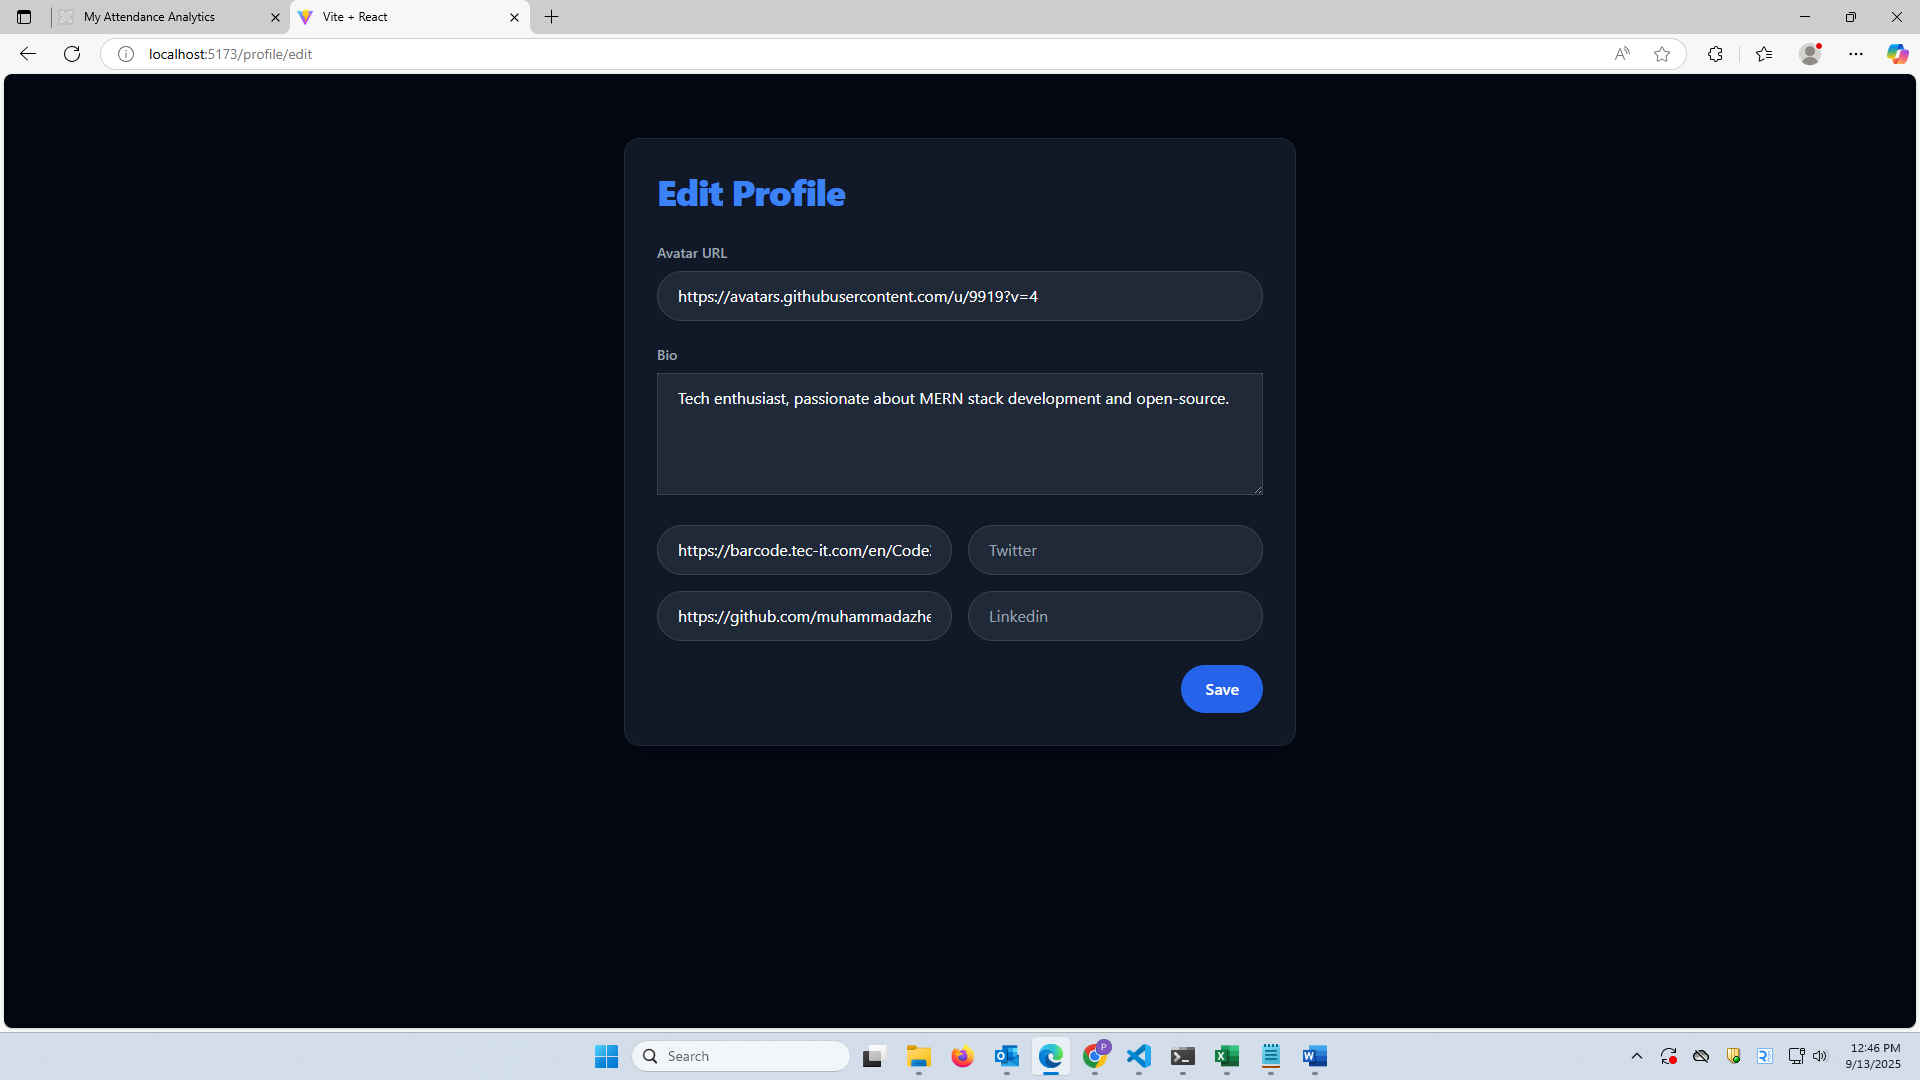 My Attendance Analytics
Vite + React
localhost:5173/profile/edit
Edit Profile
Avatar URL
https://avatars.githubusercontent.com/u/9919?v=4
Bio
Tech enthusiast, passionate about MERN stack development and open-source.
https://barcode.tec-it.com/en/Code
Twitter
https://github.com/muhammadazhe
Linkedin
Save
Search
P
12:46 PM
9/13/2025